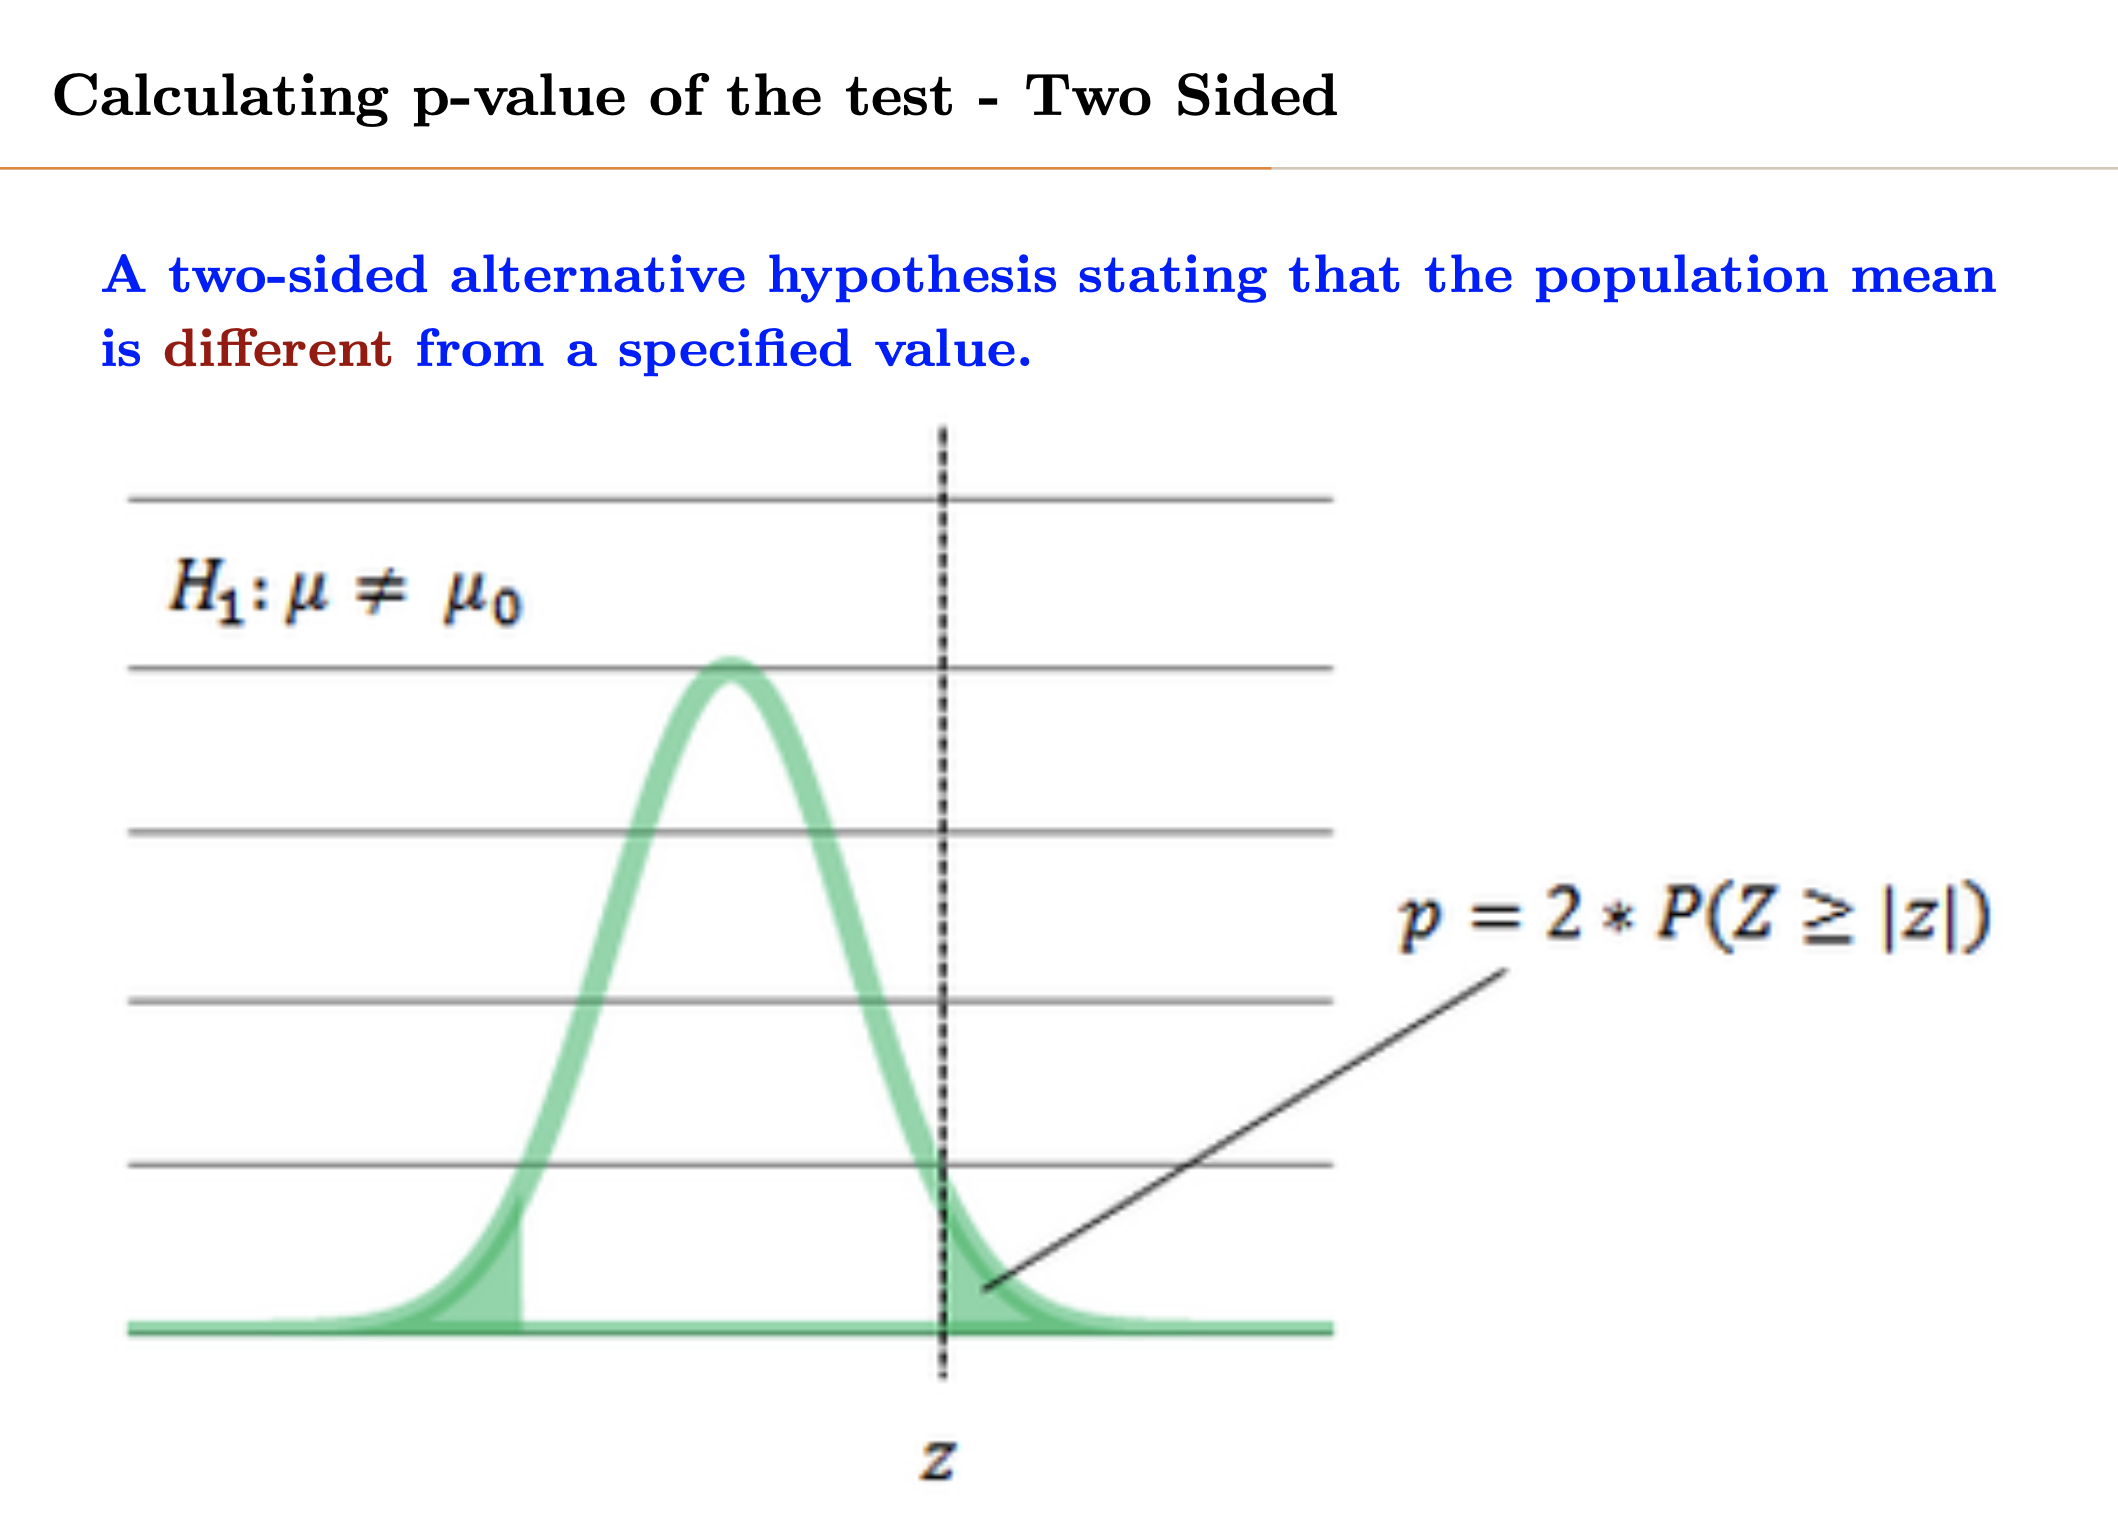 Calculating p-value of the test - Two Sided
A two-sided alternative hypothesis stating that the population mean
is different from a specified value.
H₁: μ ≠ μ₀
p = 2 * P(Z ≥ |z|)
z